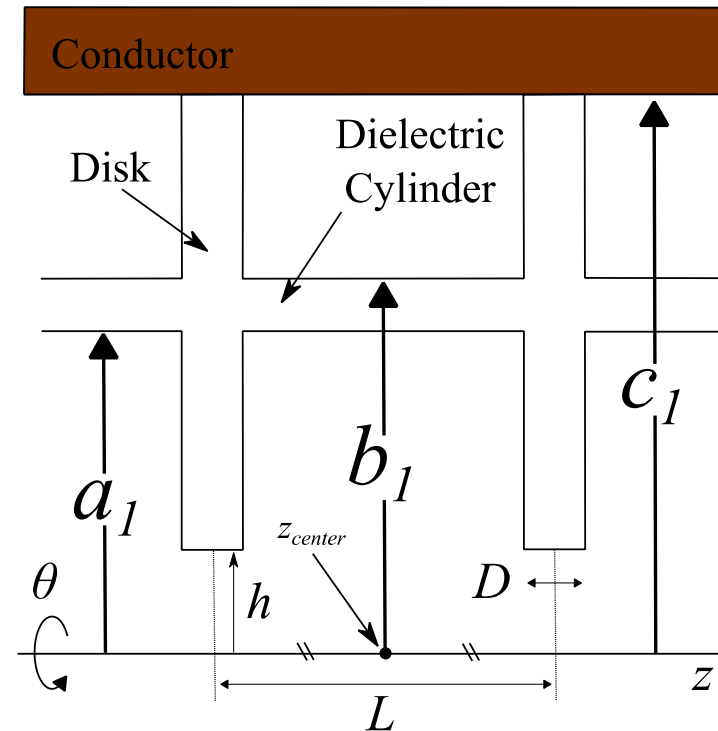 Conductor
Dielectric
Cylinder
Disk
c1
b1
a1
zcenter
θ
h
D
z
L